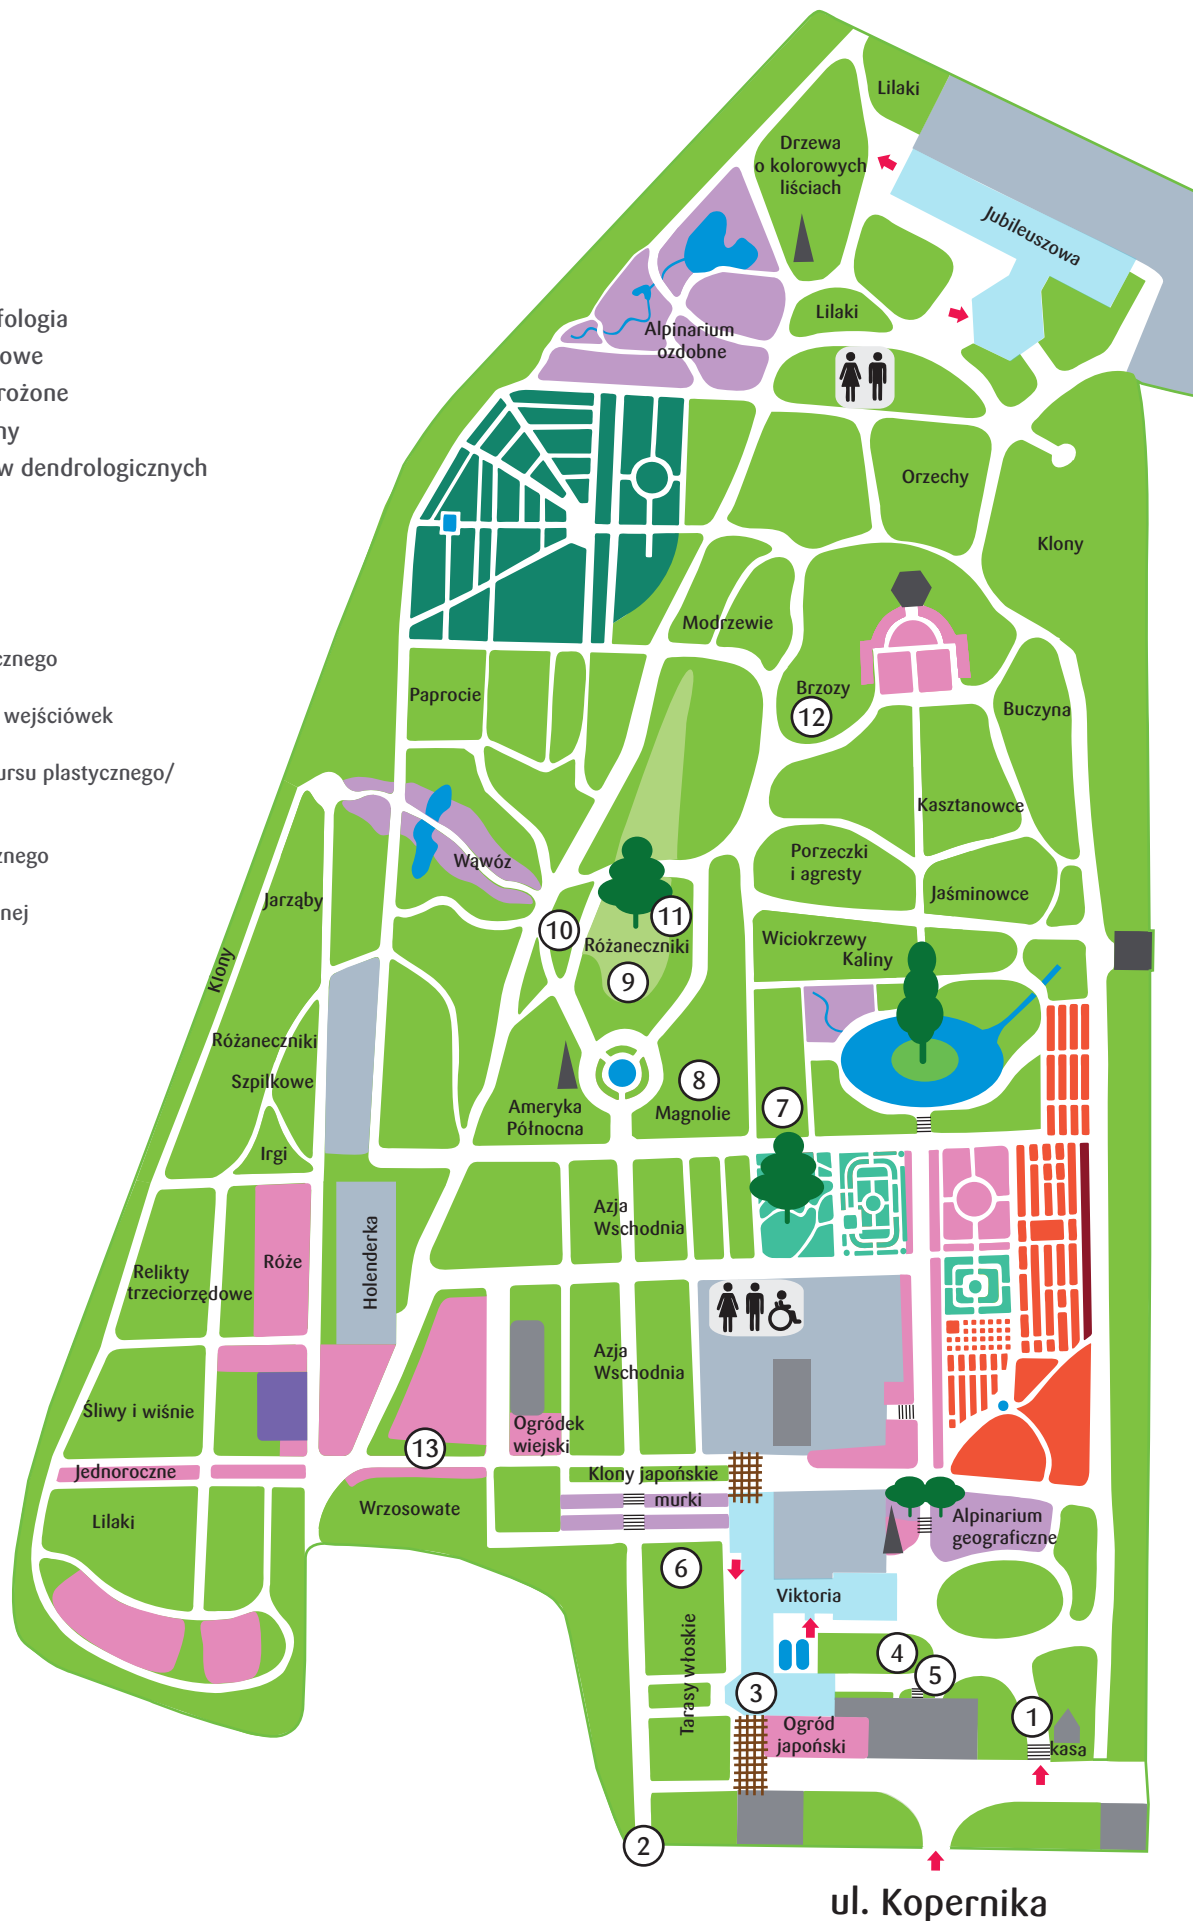 fologia
owe
rożone
ny
w dendrologicznych
cznego
wejściówek
ursu plastycznego/
znego
nej
Lilaki
Drzewa
o kolorowych
liściach
Jubileuszowa
Lilaki
Alpinarium
ozdobne
Orzechy
Klony
Modrzewie
Paprocie
Brzozy
12
Buczyna
Kasztanowce
Wąwóz
Porzeczki
i agresty
Jaśminowce
Jarząby
10
11
Różaneczniki
9
Wiciokrzewy
Kaliny
Klony
Różaneczniki
Szpilkowe
8
Magnolie
7
Ameryka
Północna
Irgi
Azja
Wschodnia
Róże
Relikty
trzeciorzędowe
Holenderka
Azja
Wschodnia
Śliwy i wiśnie
13
Ogródek
wiejski
Jednoroczne
Klony japońskie
murki
Wrzosowate
Lilaki
Alpinarium
geograficzne
6
Viktoria
Tarasy włoskie
4
5
3
1
Ogród
japoński
kasa
2
ul. Kopernika